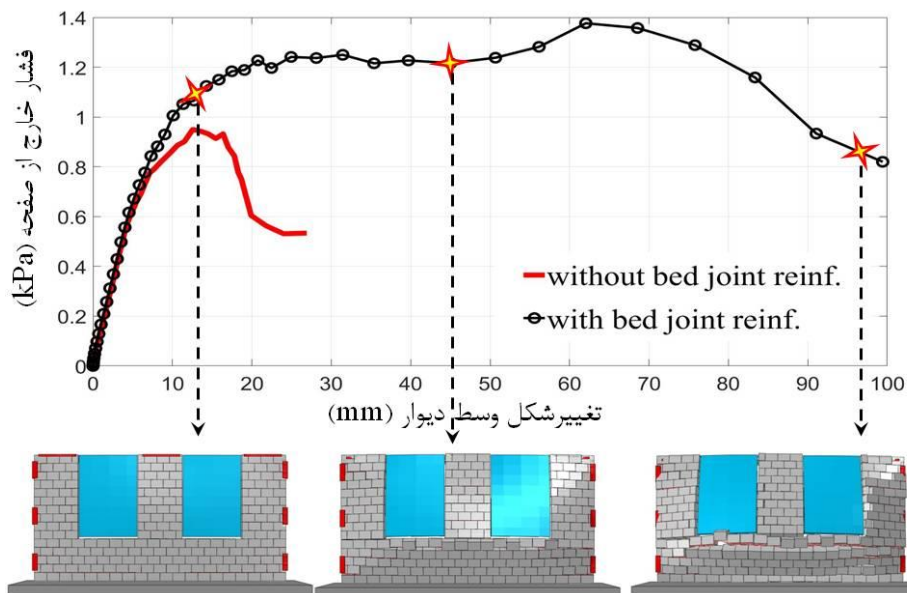 1.4
1.2
1
0.8
0.6
0.4
0.2
0
فشار خارج از صفحه (kPa)
without bed joint reinf.
with bed joint reinf.
0 10 20 30 40 50 60 70 80 90 100
تغییرشکل وسط دیوار (mm)